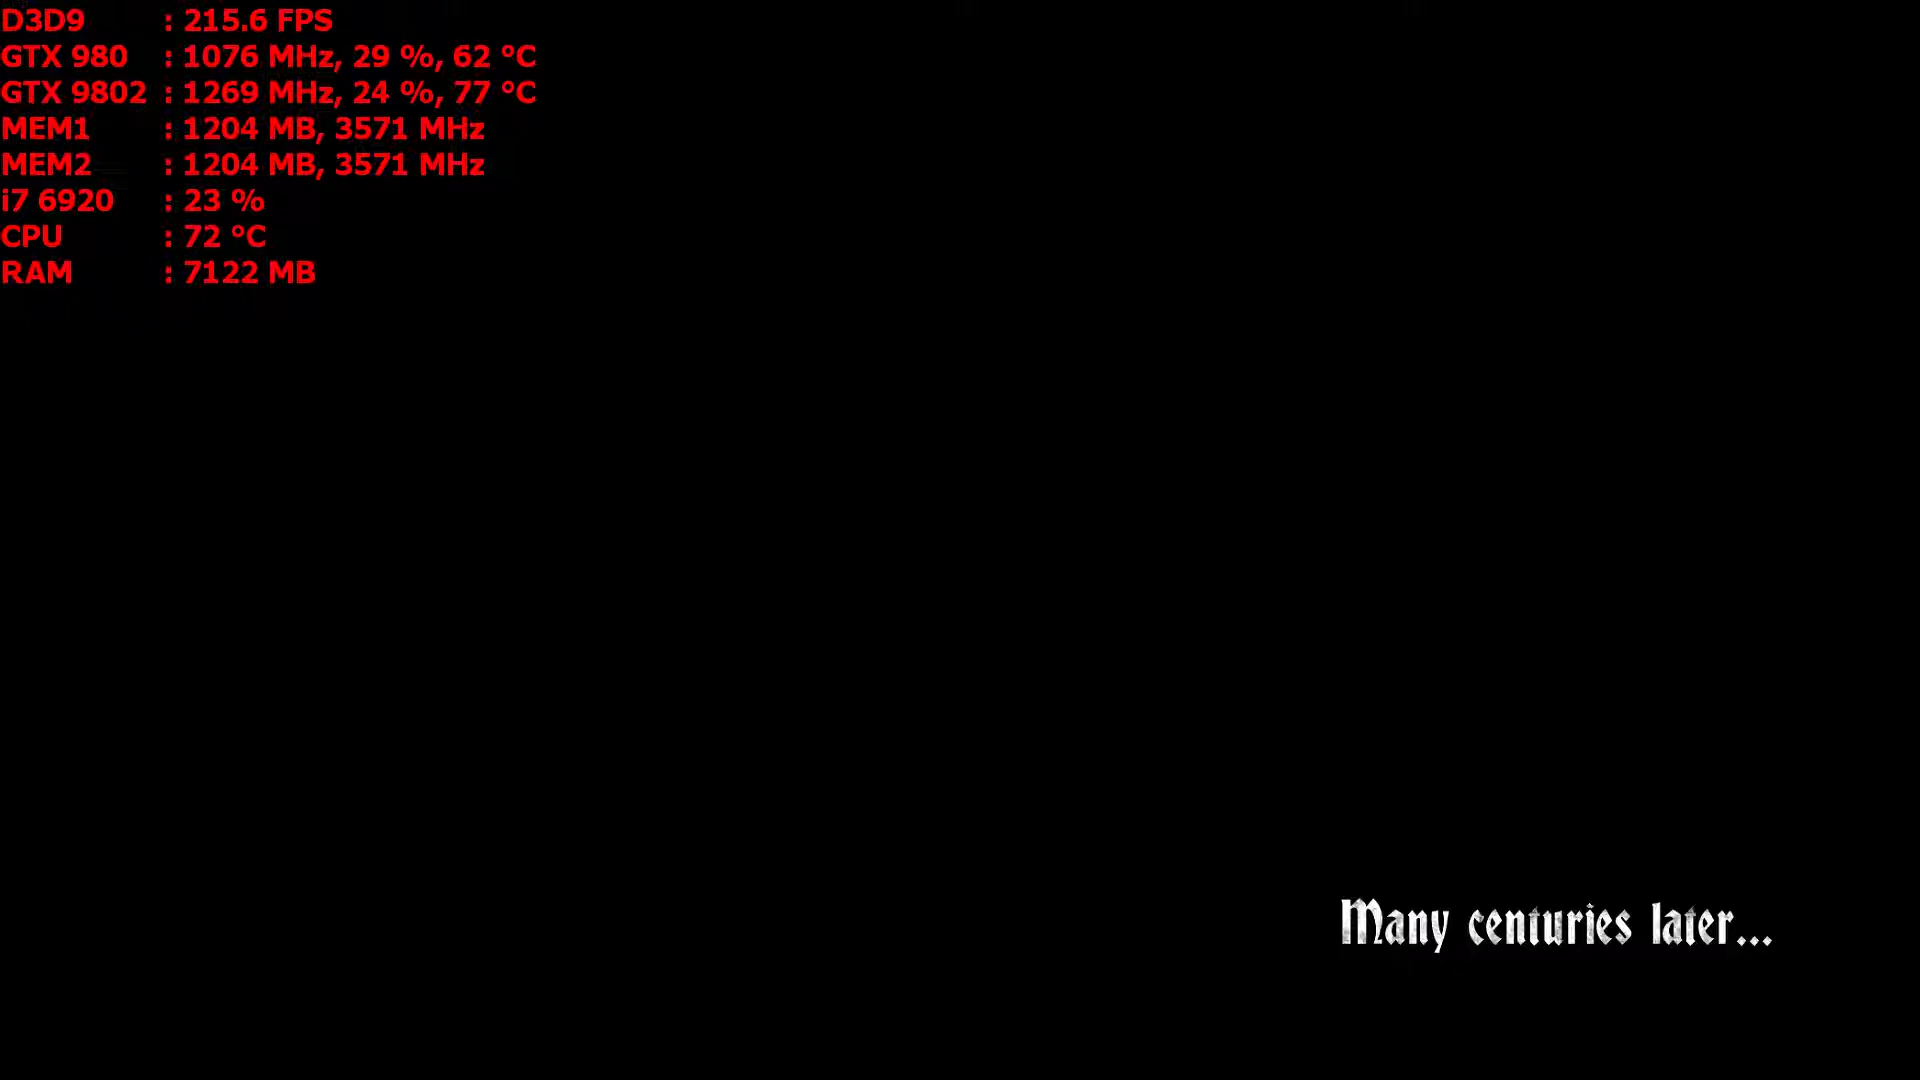 D3D9 : 215.6 FPS
GTX 980 : 1076 MHz, 29 %, 62 °C
GTX 9802 : 1269 MHz, 24 %, 77 °C
MEM1 : 1204 MB, 3571 MHz
MEM2 : 1204 MB, 3571 MHz
i7 6920 : 23 %
CPU : 72 °C
RAM : 7122 MB
Many centuries later...